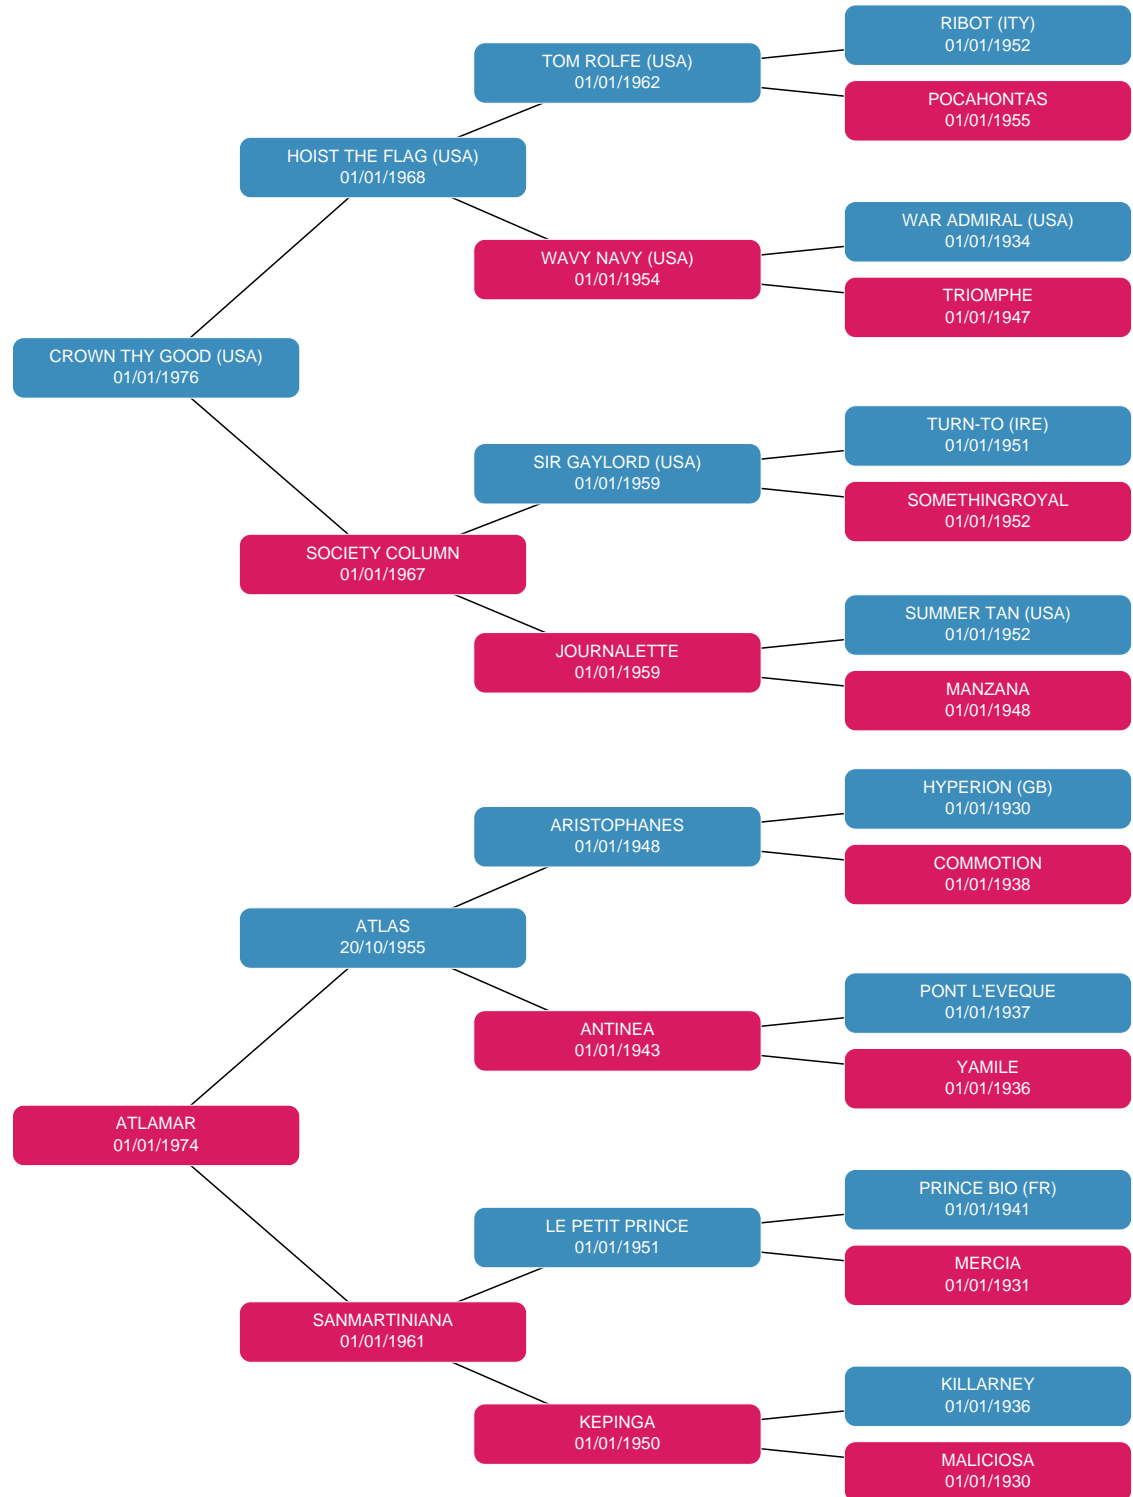 RIBOT (ITY)
01/01/1952
TOM ROLFE (USA)
01/01/1962
POCAHONTAS
01/01/1955
HOIST THE FLAG (USA)
01/01/1968
WAR ADMIRAL (USA)
01/01/1934
WAVY NAVY (USA)
01/01/1954
TRIOMPHE
01/01/1947
CROWN THY GOOD (USA)
01/01/1976
TURN-TO (IRE)
01/01/1951
SIR GAYLORD (USA)
01/01/1959
SOMETHINGROYAL
01/01/1952
SOCIETY COLUMN
01/01/1967
SUMMER TAN (USA)
01/01/1952
JOURNALETTE
01/01/1959
MANZANA
01/01/1948
HYPERION (GB)
01/01/1930
ARISTOPHANES
01/01/1948
COMMOTION
01/01/1938
ATLAS
20/10/1955
PONT L'EVEQUE
01/01/1937
ANTINEA
01/01/1943
YAMILE
01/01/1936
ATLAMAR
01/01/1974
PRINCE BIO (FR)
01/01/1941
LE PETIT PRINCE
01/01/1951
MERCIA
01/01/1931
SANMARTINIANA
01/01/1961
KILLARNEY
01/01/1936
KEPINGA
01/01/1950
MALICIOSA
01/01/1930